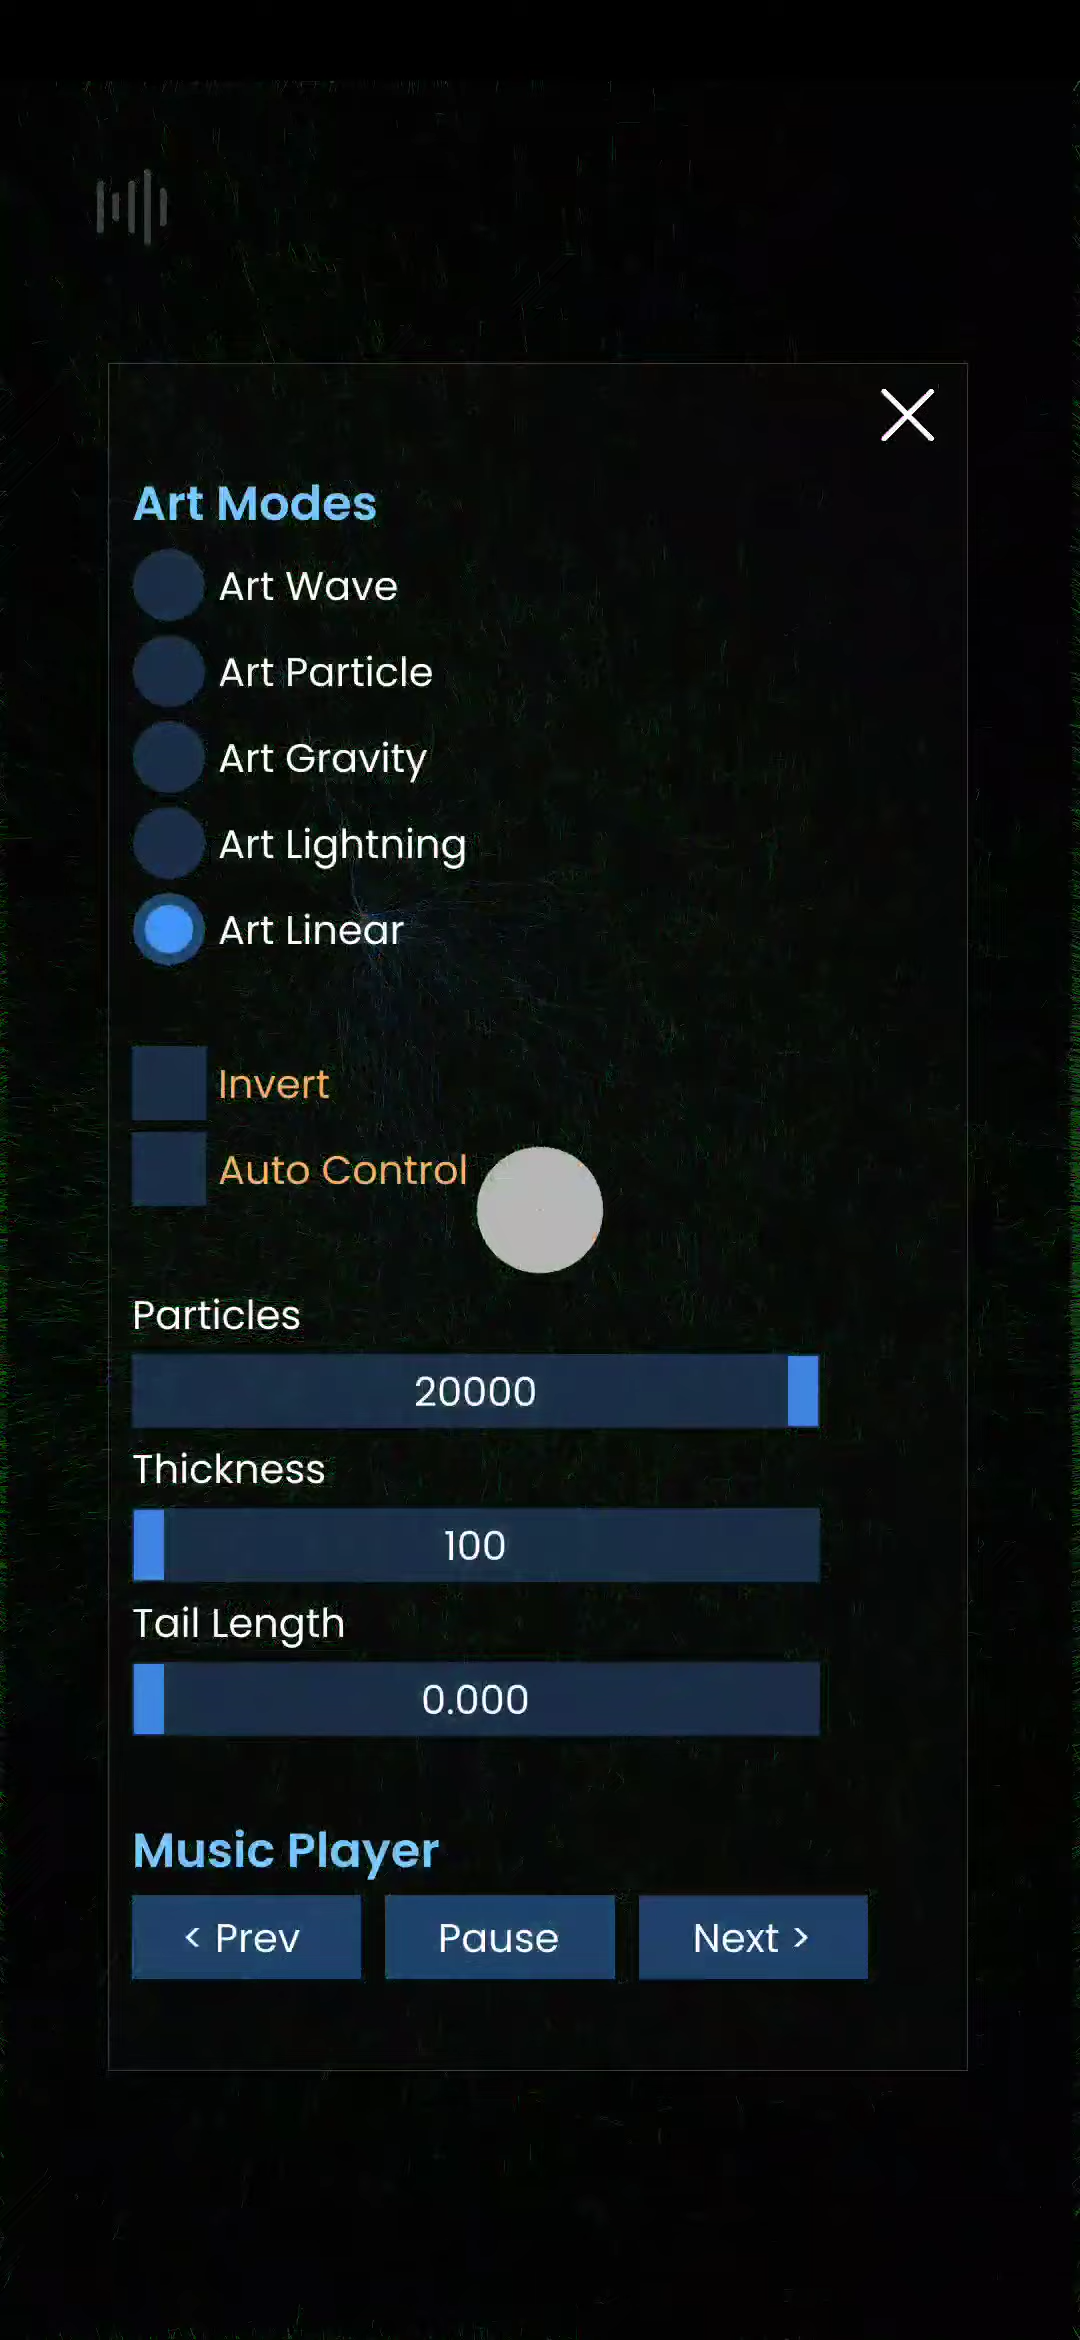 Art Modes
Art Wave
Art Particle
Art Gravity
Art Lightning
Art Linear
Invert
Auto Control
Particles
20000
Thickness
100
Tail Length
0.000
Music Player
< Prev Pause Next >